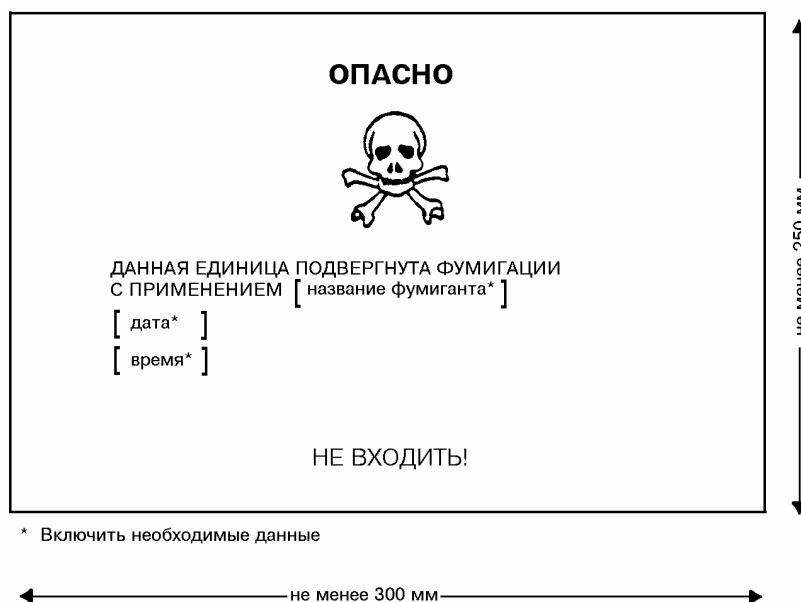 ОПАСНО
ДАННАЯ ЕДИНИЦА ПОДВЕРГНУТА ФУМИГАЦИИ
С ПРИМЕНЕНИЕМ [ название фумиганта* ]
[ дата* ]
[ время* ]
НЕ ВХОДИТЬ!
* Включить необходимые данные
не менее 300 мм
не менее 250 мм